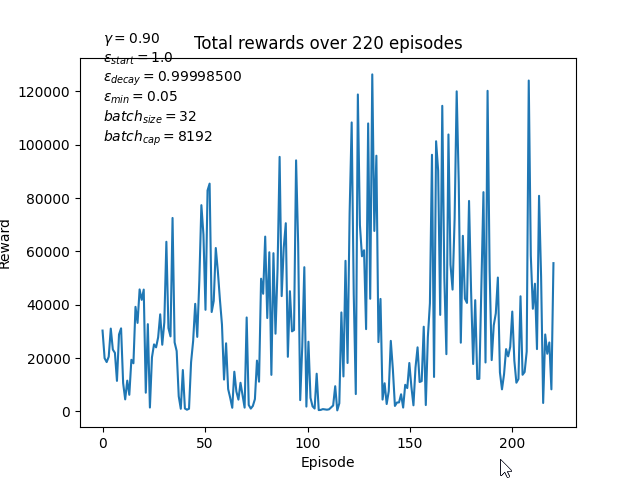 γ = 0.90
Total rewards over 220 episodes
ε_start = 1.0
ε_decay = 0.99998500
ε_min = 0.05
batch_size = 32
batch_cap = 8192
120000
100000
80000
60000
40000
20000
0
Reward
0 50 100 150 200
Episode